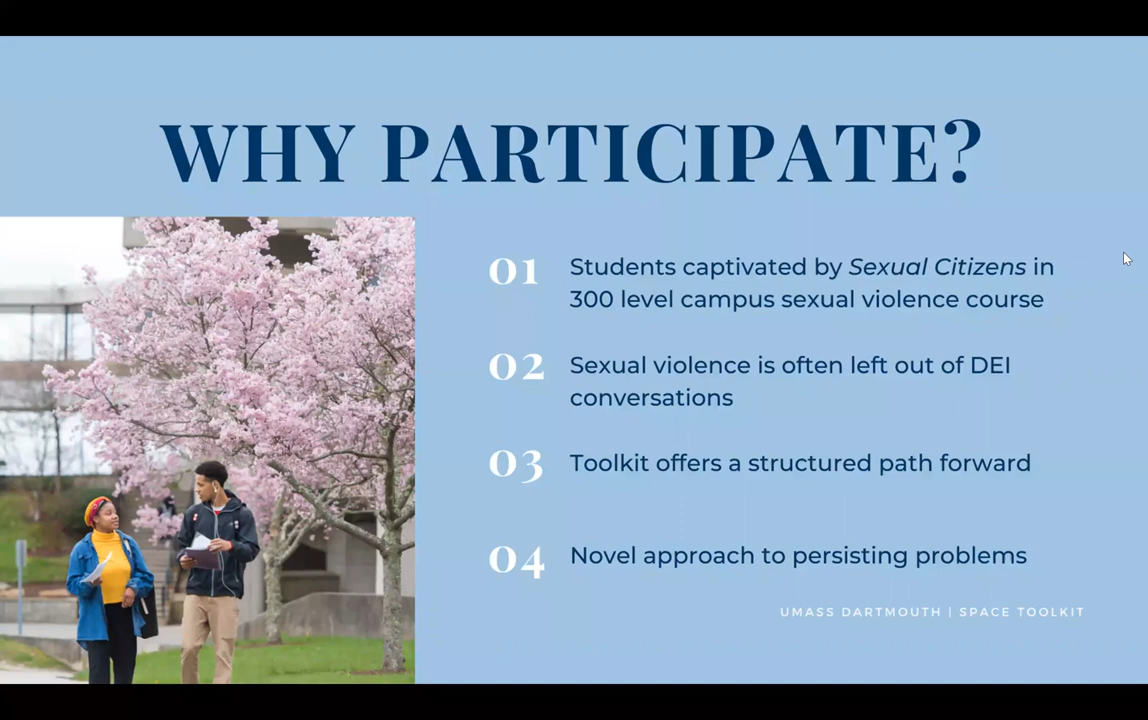 WHY PARTICIPATE?
01 Students captivated by Sexual Citizens in
300 level campus sexual violence course
02 Sexual violence is often left out of DEI
conversations
03 Toolkit offers a structured path forward
04 Novel approach to persisting problems
UMASS DARTMOUTH | SPACE TOOLKIT